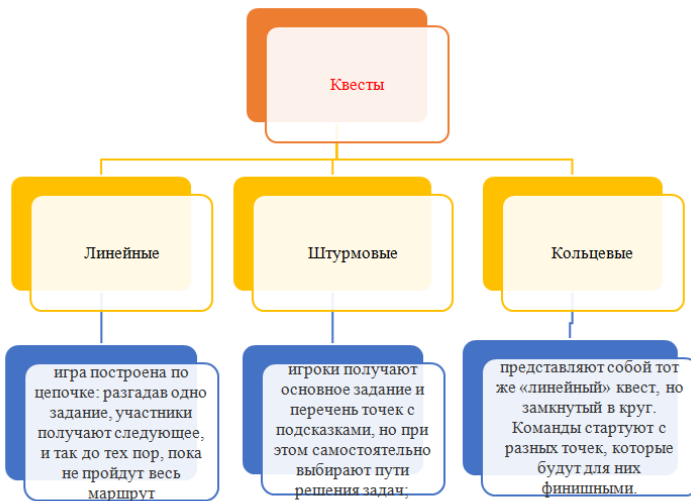 Квесты
Линейные
Штурмовые
Кольцевые
игра построена по
цепочке: разгадав одно
задание, участники
получают следующее,
и так до тех пор, пока
не пройдут весь
маршрут
игроки получают
основное задание и
перечень точек с
подсказками, но при
этом самостоятельно
выбирают пути
решения задач;
представляют собой тот
же «линейный» квест, но
замкнутый в круг.
Команды стартуют с
разных точек, которые
будут для них
финишными.